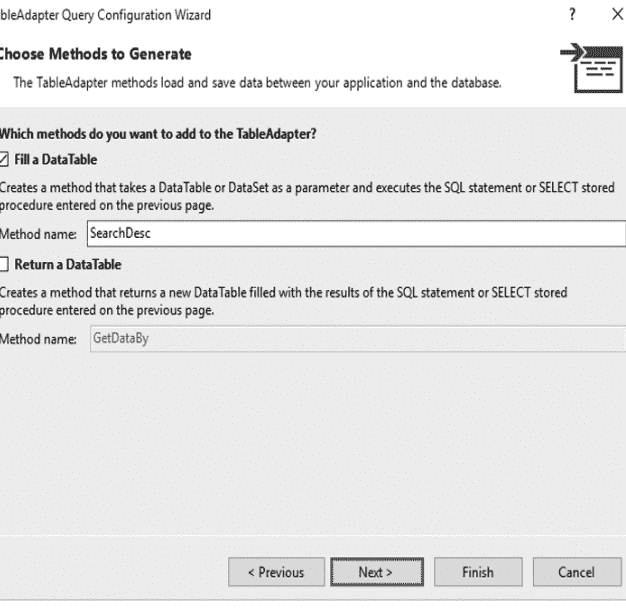 bleAdapter Query Configuration Wizard ? X
Choose Methods to Generate
The TableAdapter methods load and save data between your application and the database.
Which methods do you want to add to the TableAdapter?
Fill a DataTable
Creates a method that takes a DataTable or DataSet as a parameter and executes the SQL statement or SELECT stored
procedure entered on the previous page.
Method name: SearchDesc
Return a DataTable
Creates a method that returns a new DataTable filled with the results of the SQL statement or SELECT stored
procedure entered on the previous page.
Method name: GetDataBy
< Previous Next > Finish Cancel